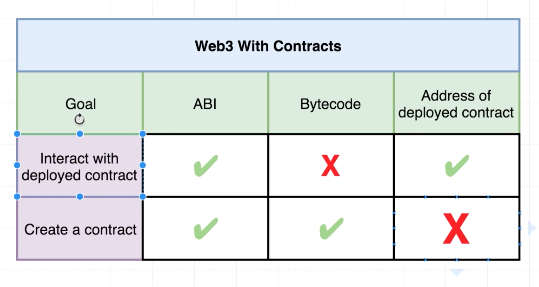 Web3 With Contracts
Goal
ABI
Bytecode
Address of
deployed contract
Interact with
deployed contract
✔
X
✔
Create a contract
✔
✔
X